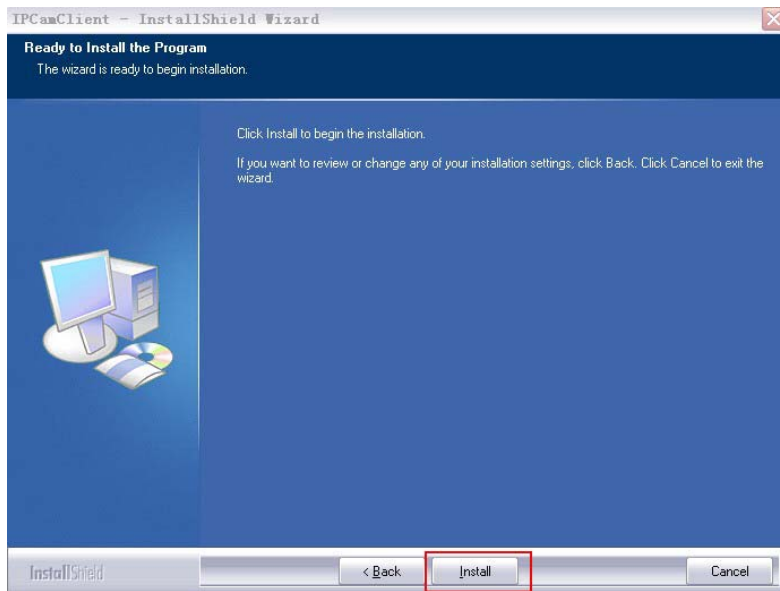 IPCamClient - InstallShield Wizard
Ready to Install the Program
The wizard is ready to begin installation.
Click Install to begin the installation.
If you want to review or change any of your installation settings, click Back. Click Cancel to exit the
wizard.
InstallShield
< Back
Install
Cancel